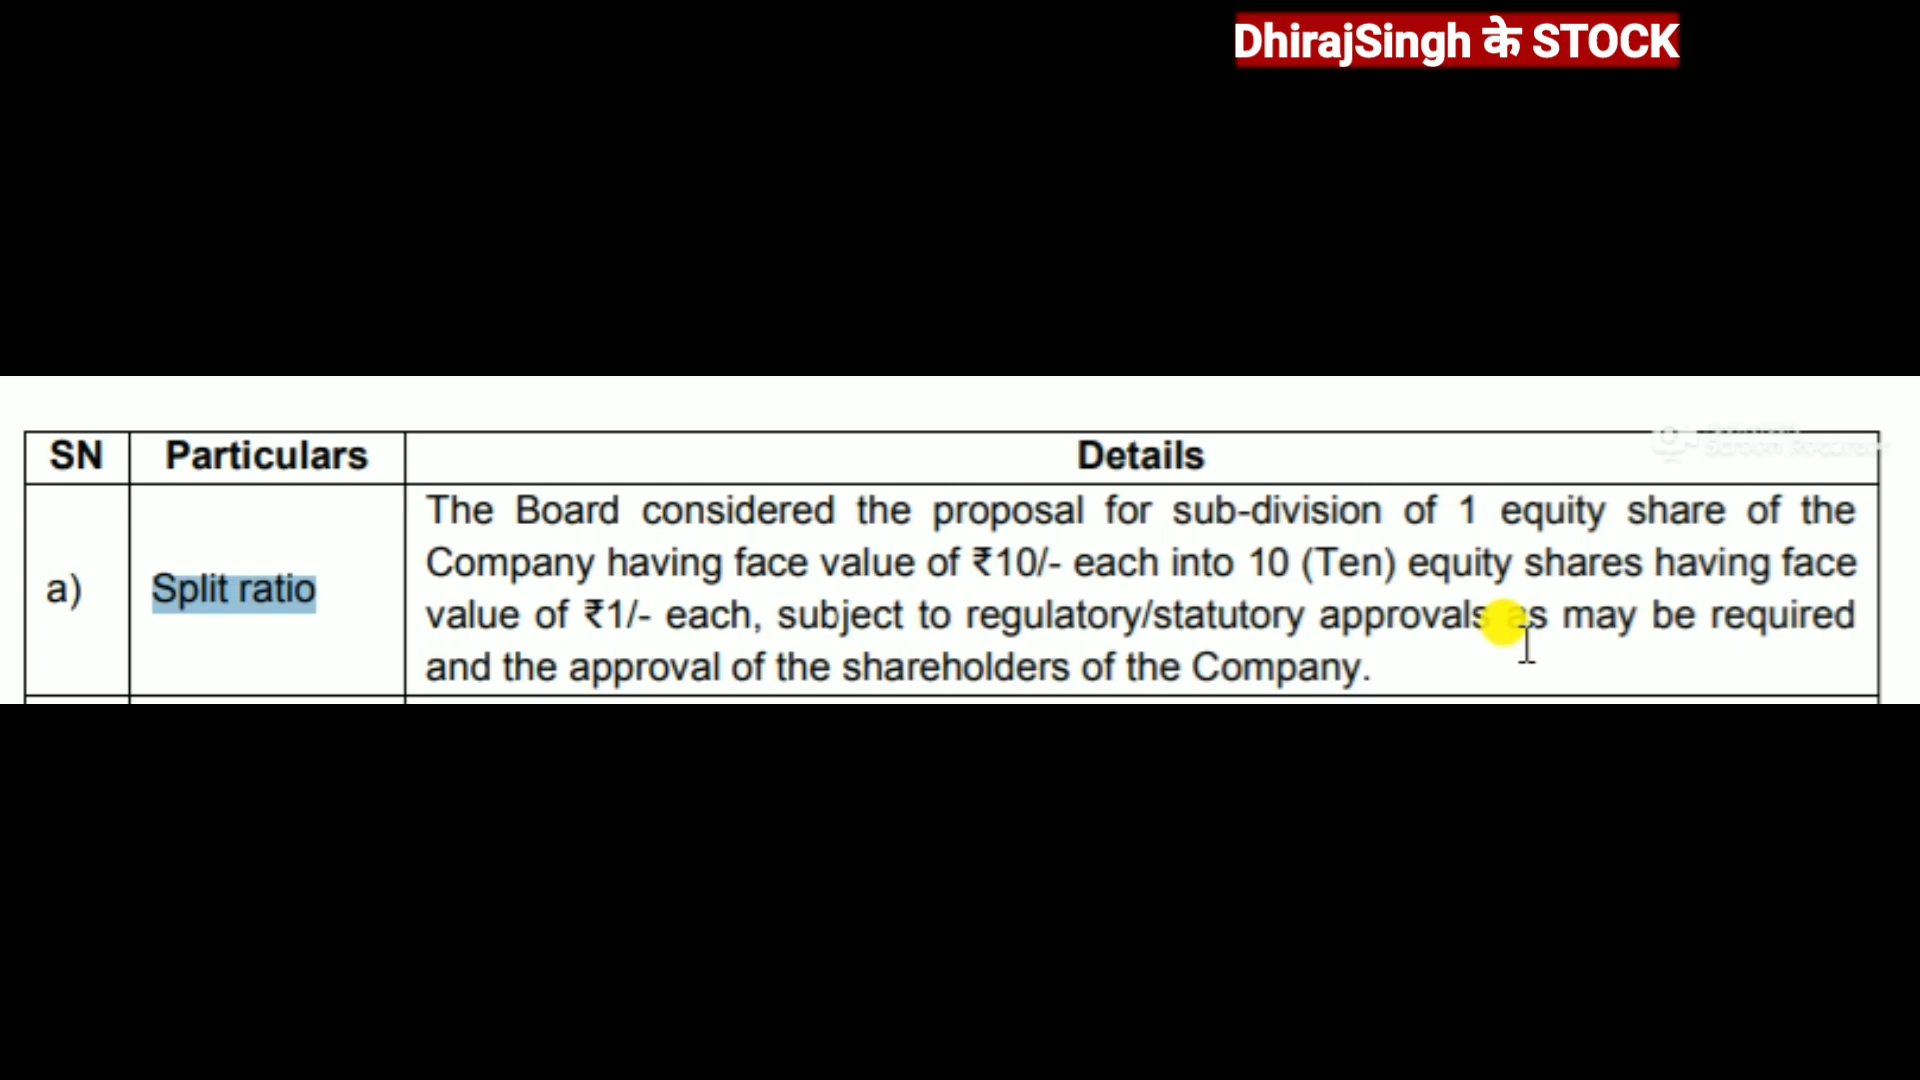 DhirajSingh के STOCK
SN Particulars Details
a) Split ratio
The Board considered the proposal for sub-division of 1 equity share of the
Company having face value of ₹10/- each into 10 (Ten) equity shares having face
value of ₹1/- each, subject to regulatory/statutory approvals as may be required
and the approval of the shareholders of the Company.